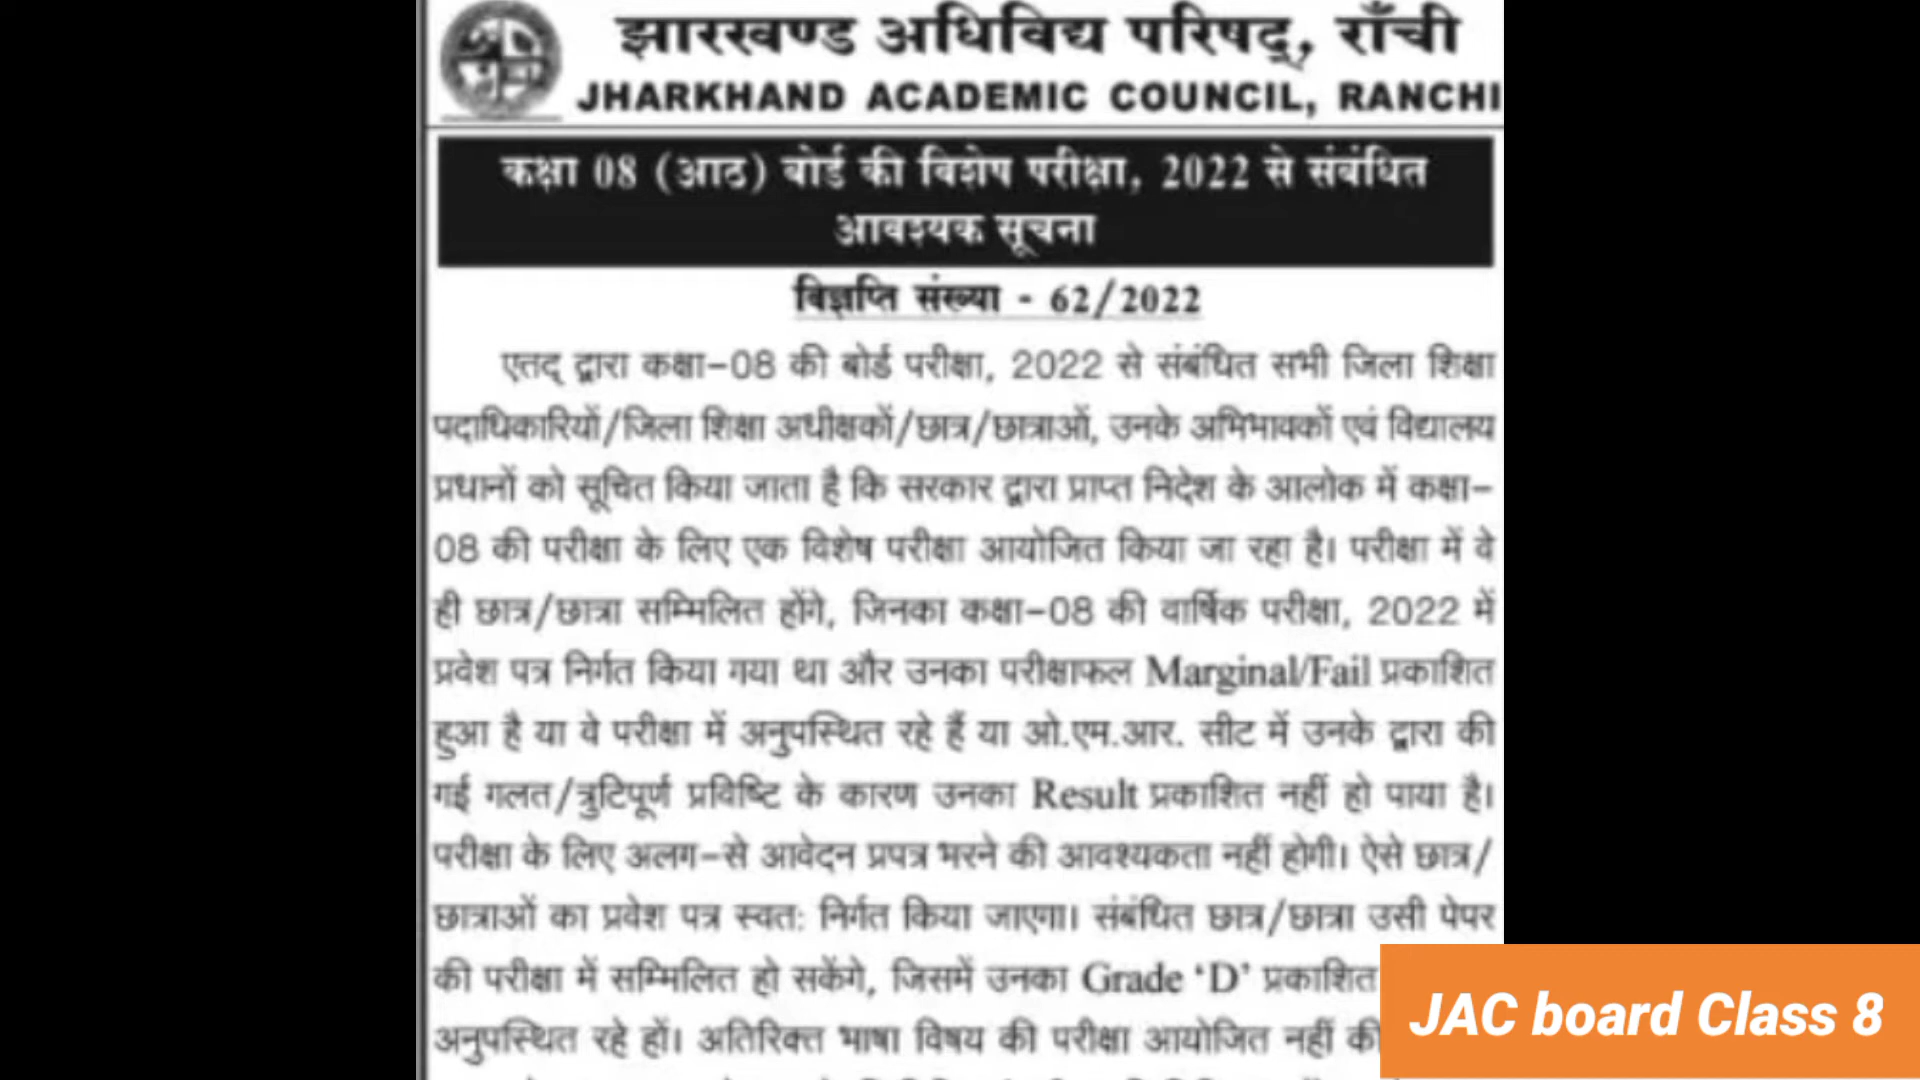 झारखण्ड अधिविद्य परिषद्, राँची
JHARKHAND ACADEMIC COUNCIL, RANCHI
कक्षा 08 (आठ) बोर्ड की विशेष परीक्षा, 2022 से संबंधित
आवश्यक सूचना
विज्ञप्ति संख्या - 62/2022
एतद् द्वारा कक्षा-08 की बोर्ड परीक्षा, 2022 से संबंधित सभी जिला शिक्षा
पदाधिकारियों/जिला शिक्षा अधीक्षकों/छात्र/छात्राओं, उनके अभिभावकों एवं विद्यालय
प्रधानों को सूचित किया जाता है कि सरकार द्वारा प्राप्त निदेश के आलोक में कक्षा-
08 की परीक्षा के लिए एक विशेष परीक्षा आयोजित किया जा रहा है। परीक्षा में वे
ही छात्र/छात्रा सम्मिलित होंगे, जिनका कक्षा-08 की वार्षिक परीक्षा, 2022 में
प्रवेश पत्र निर्गत किया गया था और उनका परीक्षाफल Marginal/Fail प्रकाशित
हुआ है या वे परीक्षा में अनुपस्थित रहे हैं या ओ.एम.आर. सीट में उनके द्वारा की
गई गलत/त्रुटिपूर्ण प्रविष्टि के कारण उनका Result प्रकाशित नहीं हो पाया है।
परीक्षा के लिए अलग-से आवेदन प्रपत्र भरने की आवश्यकता नहीं होगी। ऐसे छात्र/
छात्राओं का प्रवेश पत्र स्वत: निर्गत किया जाएगा। संबंधित छात्र/छात्रा उसी पेपर
की परीक्षा में सम्मिलित हो सकेंगे, जिसमें उनका Grade 'D' प्रकाशित
अनुपस्थित रहे हों। अतिरिक्त भाषा विषय की परीक्षा आयोजित नहीं की
JAC board Class 8